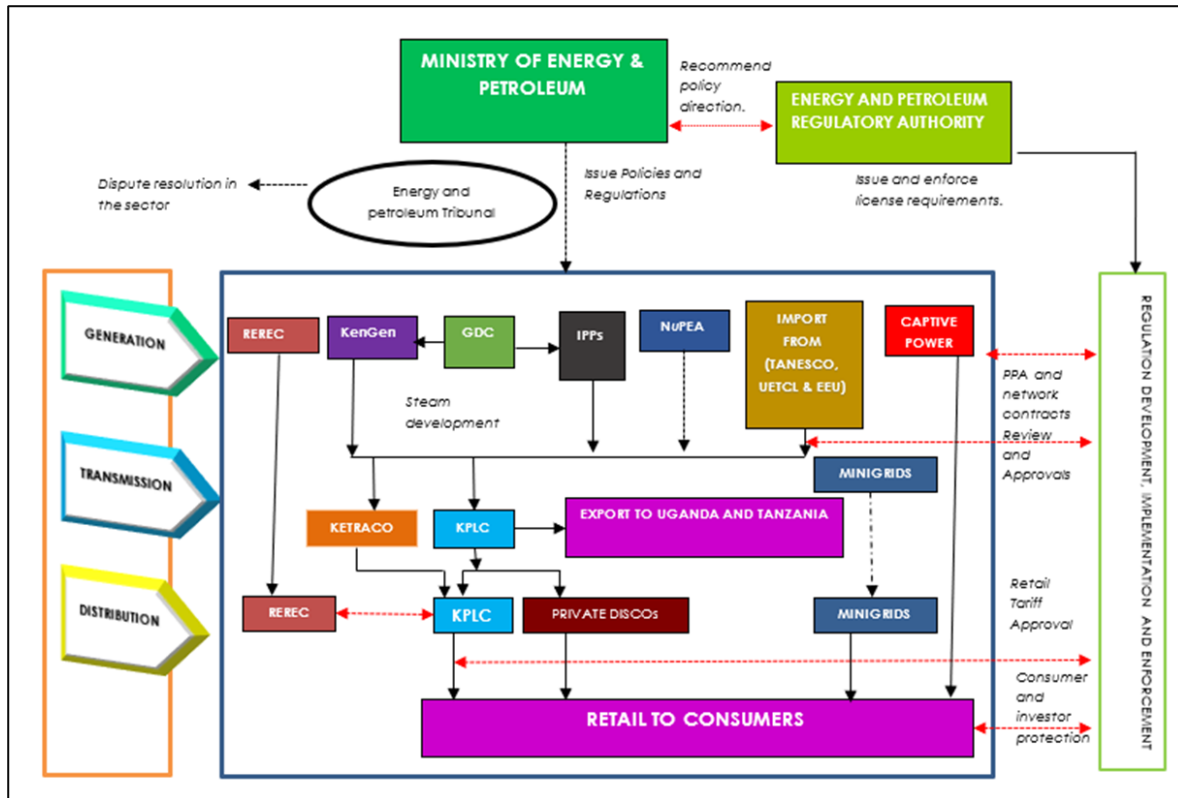 MINISTRY OF ENERGY &
PETROLEUM
Recommend
policy
direction.
ENERGY AND PETROLEUM
REGULATORY AUTHORITY
Dispute resolution in
the sector
Energy and
petroleum Tribunal
Issue Policies and
Regulations
Issue and enforce
license requirements.
GENERATION
REREC
KenGen
GDC
IPPs
NuPEA
IMPORT
FROM
(TANESCO,
UETCL & EEU)
CAPTIVE
POWER
Steam
development
PPA and
network
contracts
Review
and
Approvals
TRANSMISSION
MINIGRIDS
KETRACO
KPLC
EXPORT TO UGANDA AND TANZANIA
DISTRIBUTION
REREC
KPLC
PRIVATE DISCOs
MINIGRIDS
Retail
Tariff
Approval
RETAIL TO CONSUMERS
Consumer
and
investor
protection
REGULATION DEVELOPMENT, IMPLEMENTATION AND ENFORCEMENT